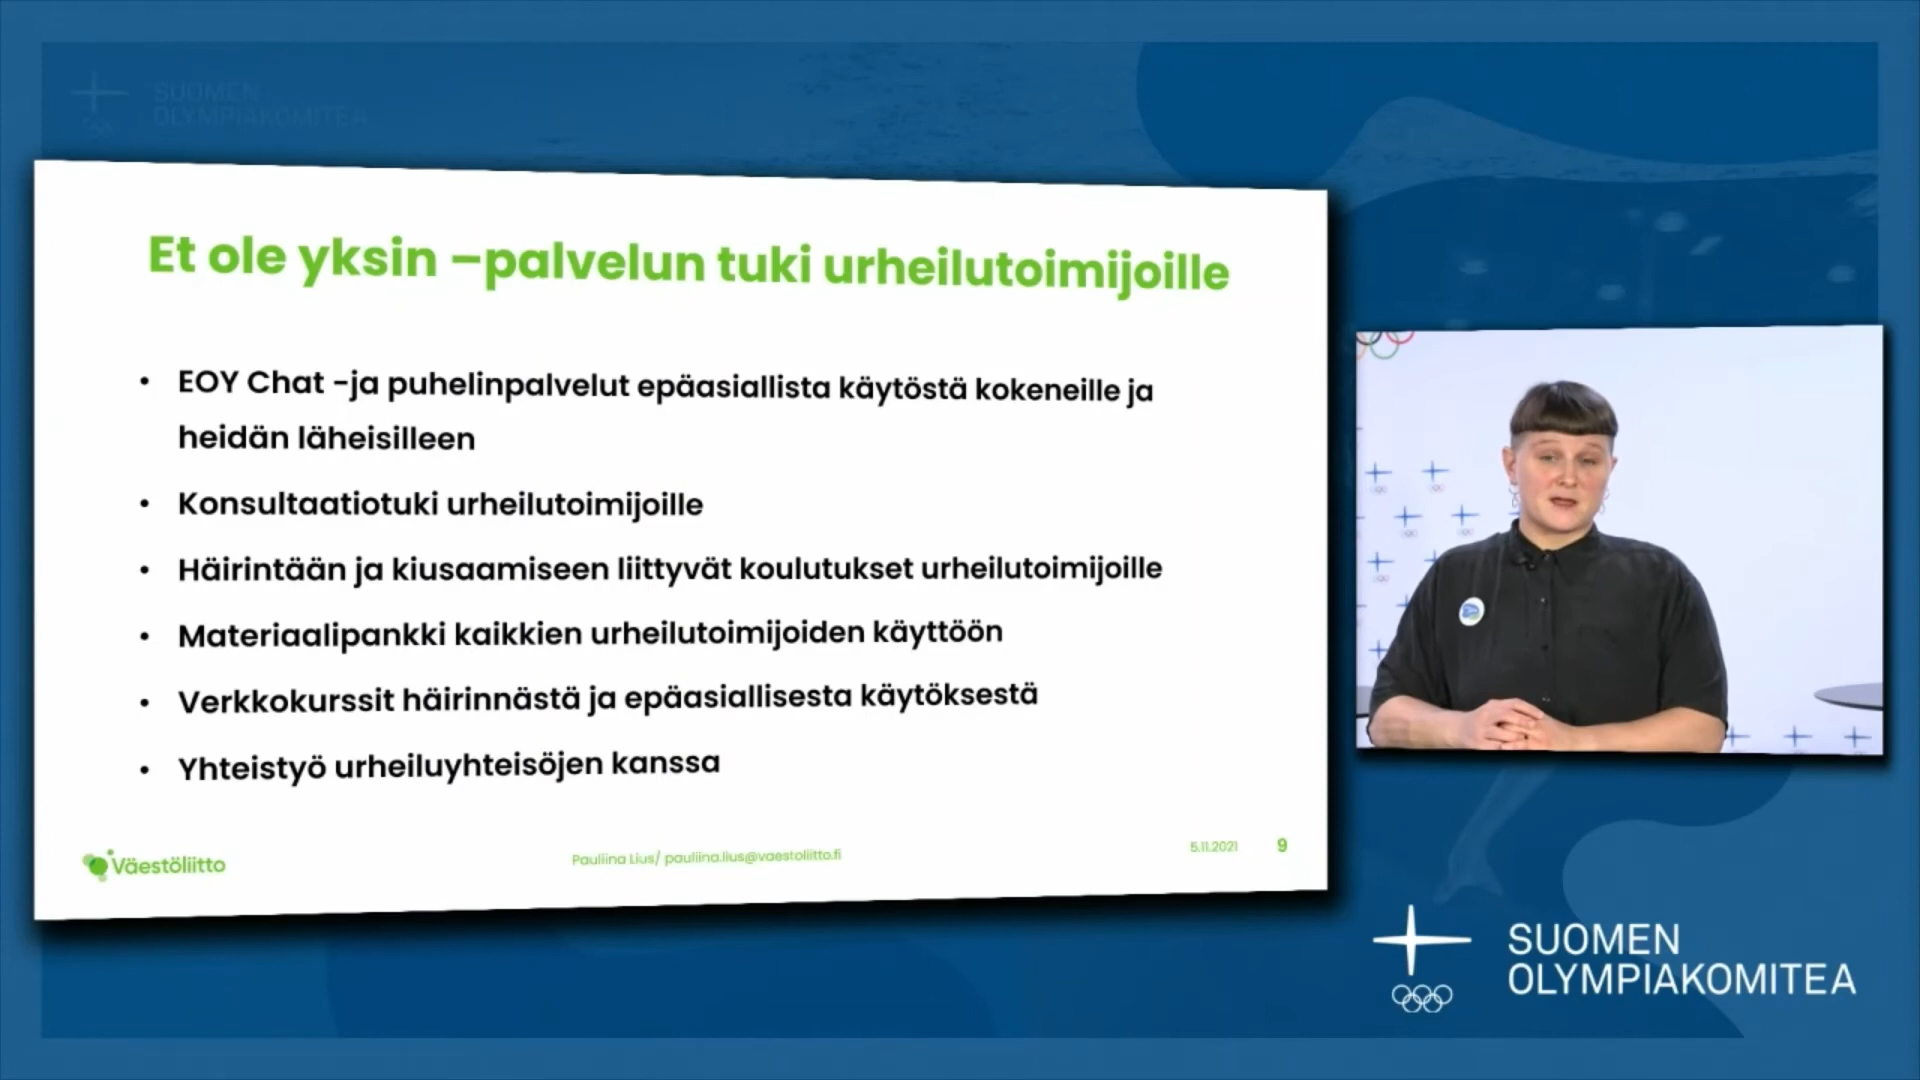 SUOMEN
OLYMPIAKOMITEA
Et ole yksin –palvelun tuki urheilutoimijoille
• EOY Chat -ja puhelinpalvelut epäasiallista käytöstä kokeneille ja
heidän läheisilleen
• Konsultaatiotuki urheilutoimijoille
• Häirintään ja kiusaamiseen liittyvät koulutukset urheilutoimijoille
• Materiaalipankki kaikkien urheilutoimijoiden käyttöön
• Verkkokurssit häirinnästä ja epäasiallisesta käytöksestä
• Yhteistyö urheiluyhteisöjen kanssa
Väestöliitto
Pauliina Lius/ pauliina.lius@vaestoliitto.fi
5.11.2021
9
SUOMEN
OLYMPIAKOMITEA